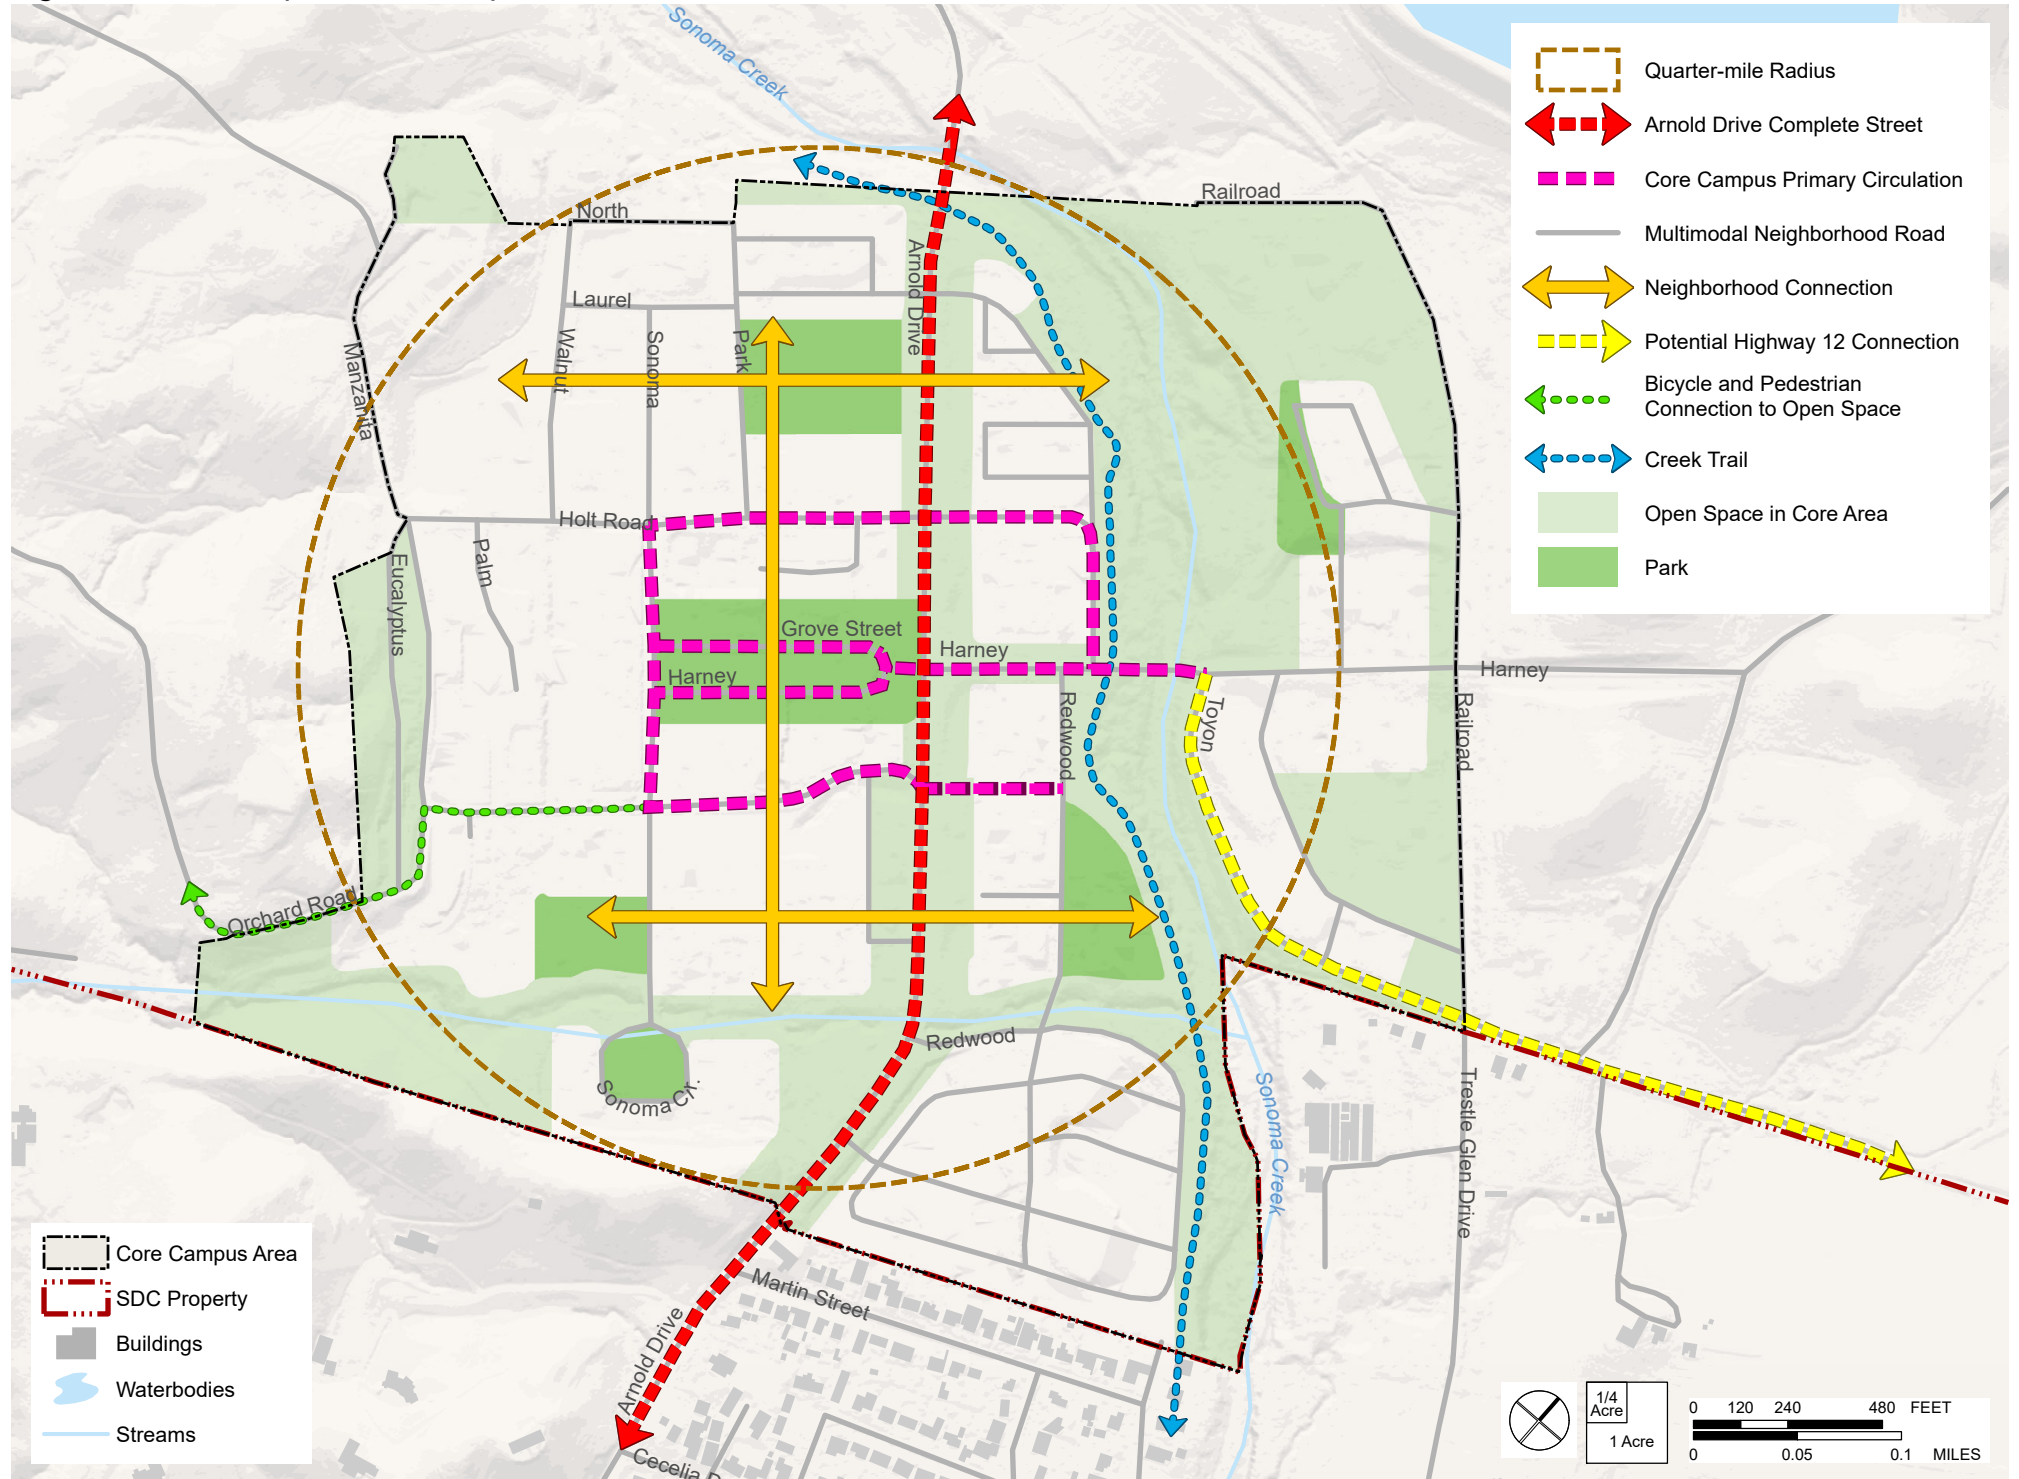 Sonoma Creek
Quarter-mile Radius
Arnold Drive Complete Street
Core Campus Primary Circulation
Multimodal Neighborhood Road
Neighborhood Connection
Potential Highway 12 Connection
Bicycle and Pedestrian
Connection to Open Space
Creek Trail
Open Space in Core Area
Park
North
Railroad
Arnold Drive
Laurel
Walnut
Sonoma
Park
Manzanita
Holt Road
Palm
Eucalyptus
Grove Street
Harney
Harney
Harney
Redwood
Toyon
Railroad
Orchard Road
Redwood
Sonoma Cr.
Sonoma Creek
Trestle Glen Drive
Martin Street
Arnold Drive
Cecelia
Core Campus Area
SDC Property
Buildings
Waterbodies
Streams
1/4
Acre
1 Acre
0 120 240 480 FEET
0 0.05 0.1 MILES